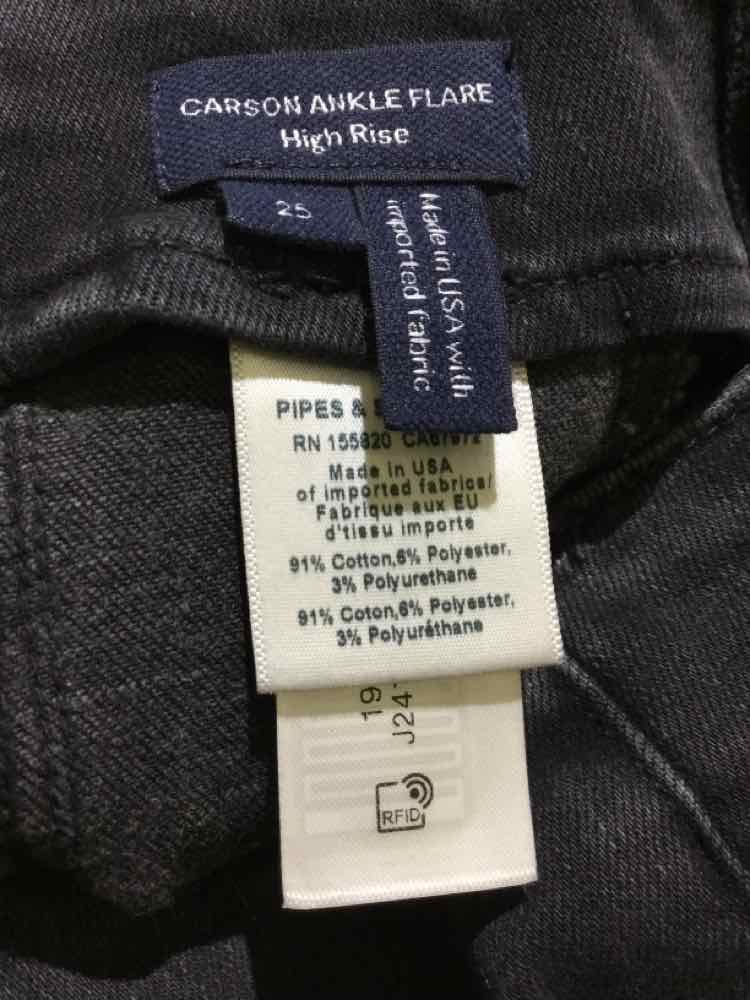 CARSON ANKLE FLARE
High Rise
25
Made in USA with
imported fabric
PIPES &
RN 155820 CA67972
Made in USA
of imported fabrics/
Fabrique aux EU
d'tissu importe
91% Cotton,6% Polyester,
3% Polyurethane
91% Coton,6% Polyester,
3% Polyuréthane
19
J24
RFID